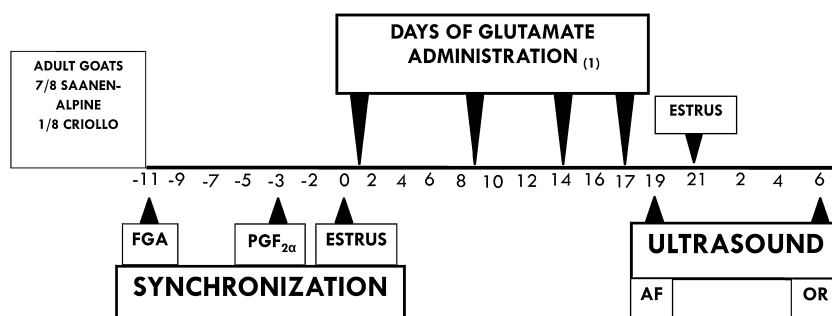 DAYS OF GLUTAMATE
ADMINISTRATION (1)
ADULT GOATS
7/8 SAANEN-
ALPINE
1/8 CRIOLLO
ESTRUS
-11 -9 -7 -5 -3 -2 0 2 4 6 8 10 12 14 16 17 19 21 2 4 6
FGA
PGF2α
ESTRUS
SYNCHRONIZATION
ULTRASOUND
AF
OR